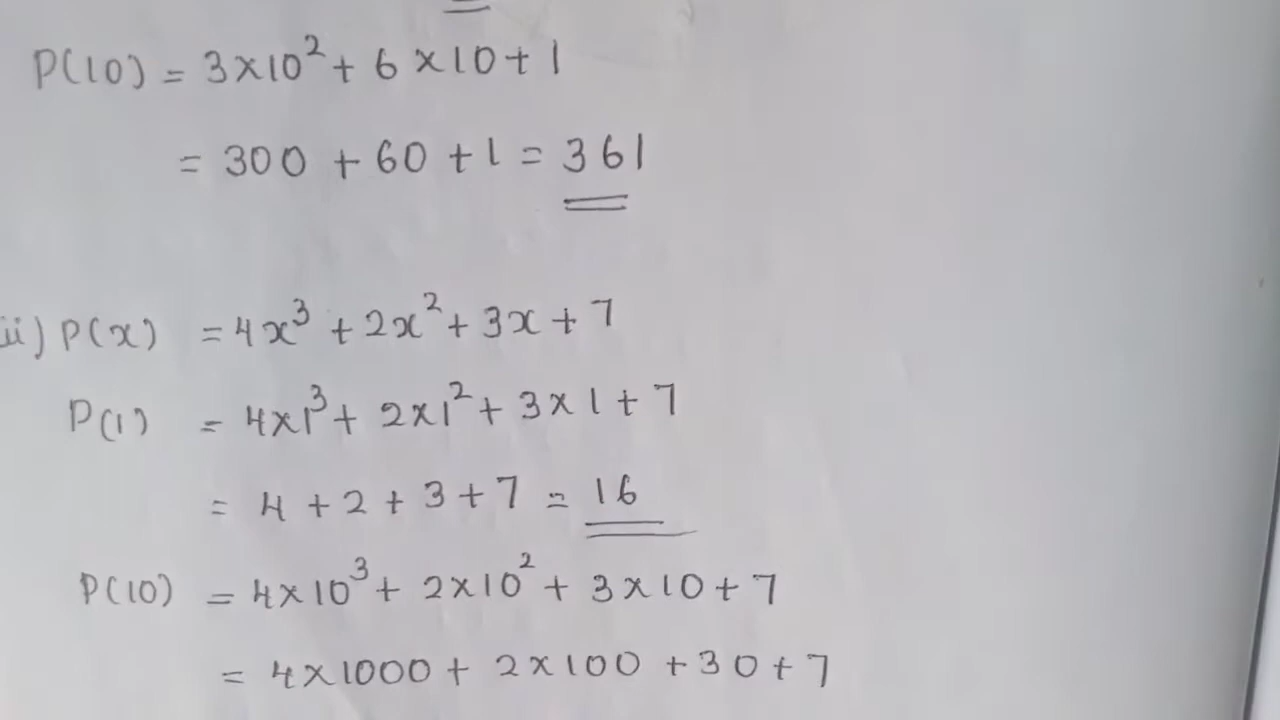 P(10) = 3×10² + 6×10 + 1
= 300 + 60 + 1 = 361
ii) P(x) = 4x³ + 2x² + 3x + 7
P(1) = 4×1³ + 2×1² + 3×1 + 7
= 4 + 2 + 3 + 7 = 16
P(10) = 4×10³ + 2×10² + 3×10 + 7
= 4×1000 + 2×100 + 30 + 7